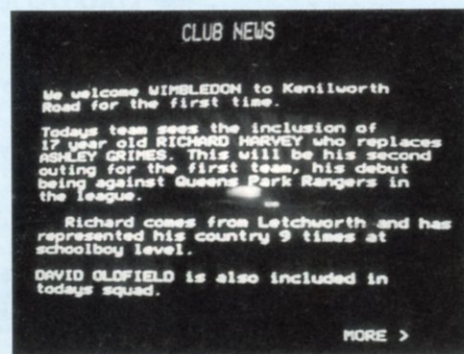 CLUB NEWS
We welcome WIMBLEDON to Kenilworth
Road for the first time.
Todays team sees the inclusion of
17 year old RICHARD HARVEY who replaces
ASHLEY GRIMES. This will be his second
outing for the first team, his debut
being against Queens Park Rangers in
the league.
Richard comes from Letchworth and has
represented his country 9 times at
schoolboy level.
DAVID OLDFIELD is also included in
todays squad.
MORE >